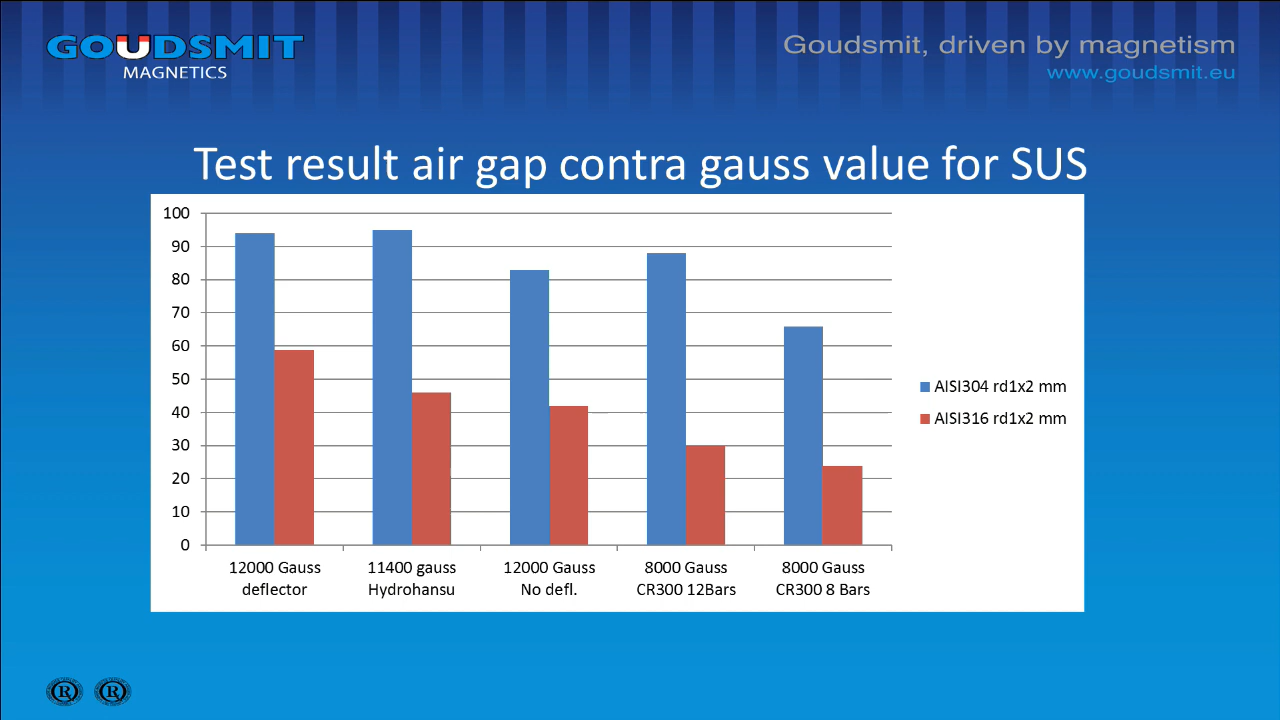 GOUDSMIT
MAGNETICS
Goudsmit, driven by magnetism
www.goudsmit.eu
Test result air gap contra gauss value for SUS
100
90
80
70
60
50
40
30
20
10
0
AISI304 rd1x2 mm
AISI316 rd1x2 mm
12000 Gauss deflector
11400 gauss Hydrohansu
12000 Gauss No defl.
8000 Gauss CR300 12Bars
8000 Gauss CR300 8 Bars
R R